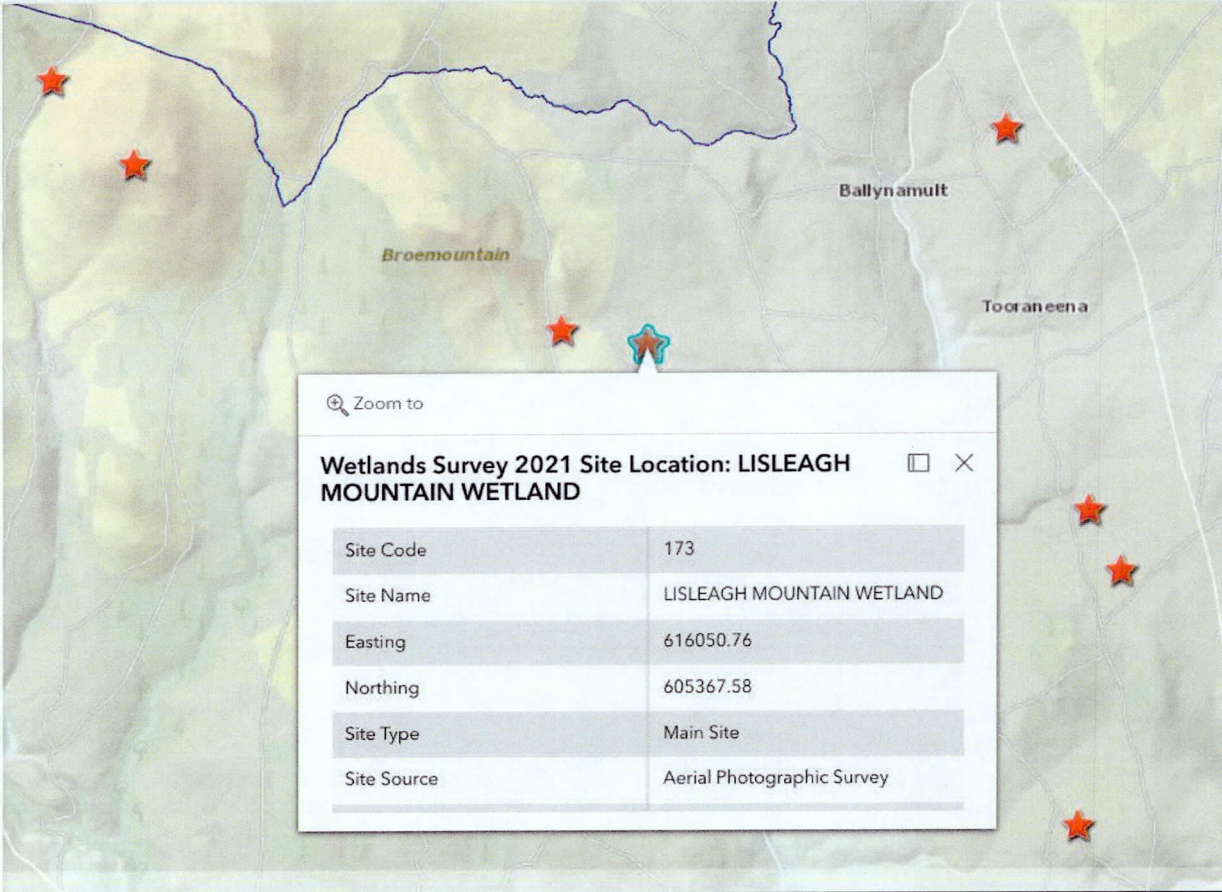 Ballynamult
Broemountain
Tooraneena
Zoom to
Wetlands Survey 2021 Site Location: LISLEAGH
MOUNTAIN WETLAND
Site Code 173
Site Name LISLEAGH MOUNTAIN WETLAND
Easting 616050.76
Northing 605367.58
Site Type Main Site
Site Source Aerial Photographic Survey